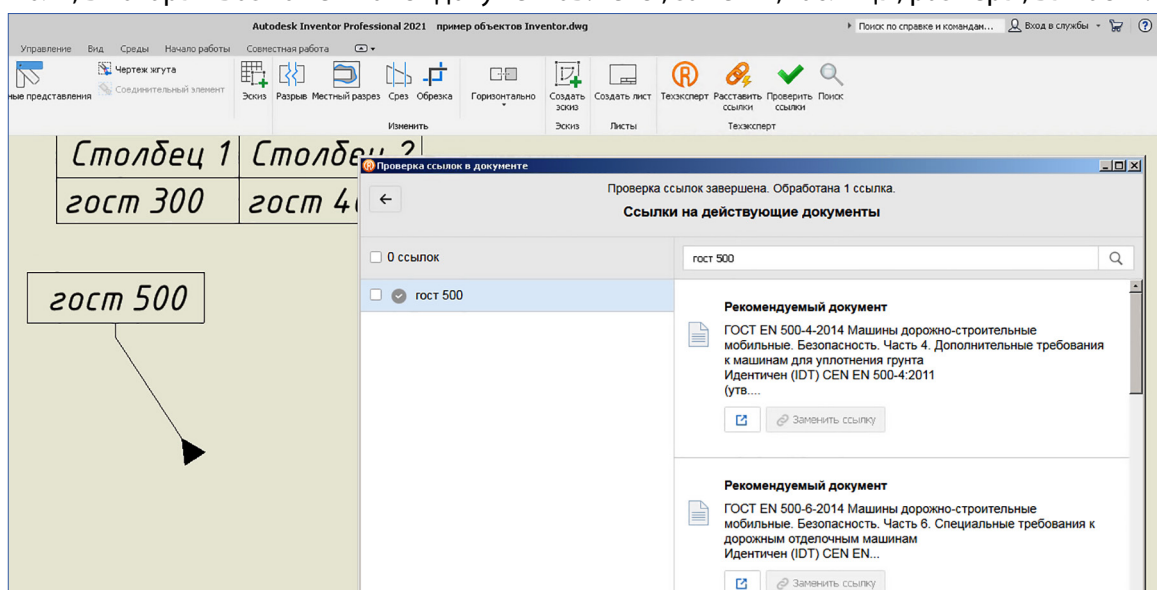 Autodesk Inventor Professional 2021 пример объектов Inventor.dwg
Поиск по справке и командам...
Вход в службы
Управление Вид Среды Начало работы Совместная работа
ные представления
Чертеж жгута
Соединительный элемент
Эскиз Разрыв Местный разрез Срез Обрезка
Горизонтально
Создать эскиз
Создать лист
Техэксперт
Расставить ссылки
Проверить ссылки
Поиск
Изменить Эскиз Листы Техэксперт
Столбец 1 Столбец 2
гост 300 гост 4
гост 500
Проверка ссылок в документе
Проверка ссылок завершена. Обработана 1 ссылка.
Ссылки на действующие документы
0 ссылок
гост 500
гост 500
Рекомендуемый документ
ГОСТ EN 500-4-2014 Машины дорожно-строительные
мобильные. Безопасность. Часть 4. Дополнительные требования
к машинам для уплотнения грунта
Идентичен (IDT) CEN EN 500-4:2011
(утв....
Заменить ссылку
Рекомендуемый документ
ГОСТ EN 500-6-2014 Машины дорожно-строительные
мобильные. Безопасность. Часть 6. Специальные требования к
дорожным отделочным машинам
Идентичен (IDT) CEN EN...
Заменить ссылку